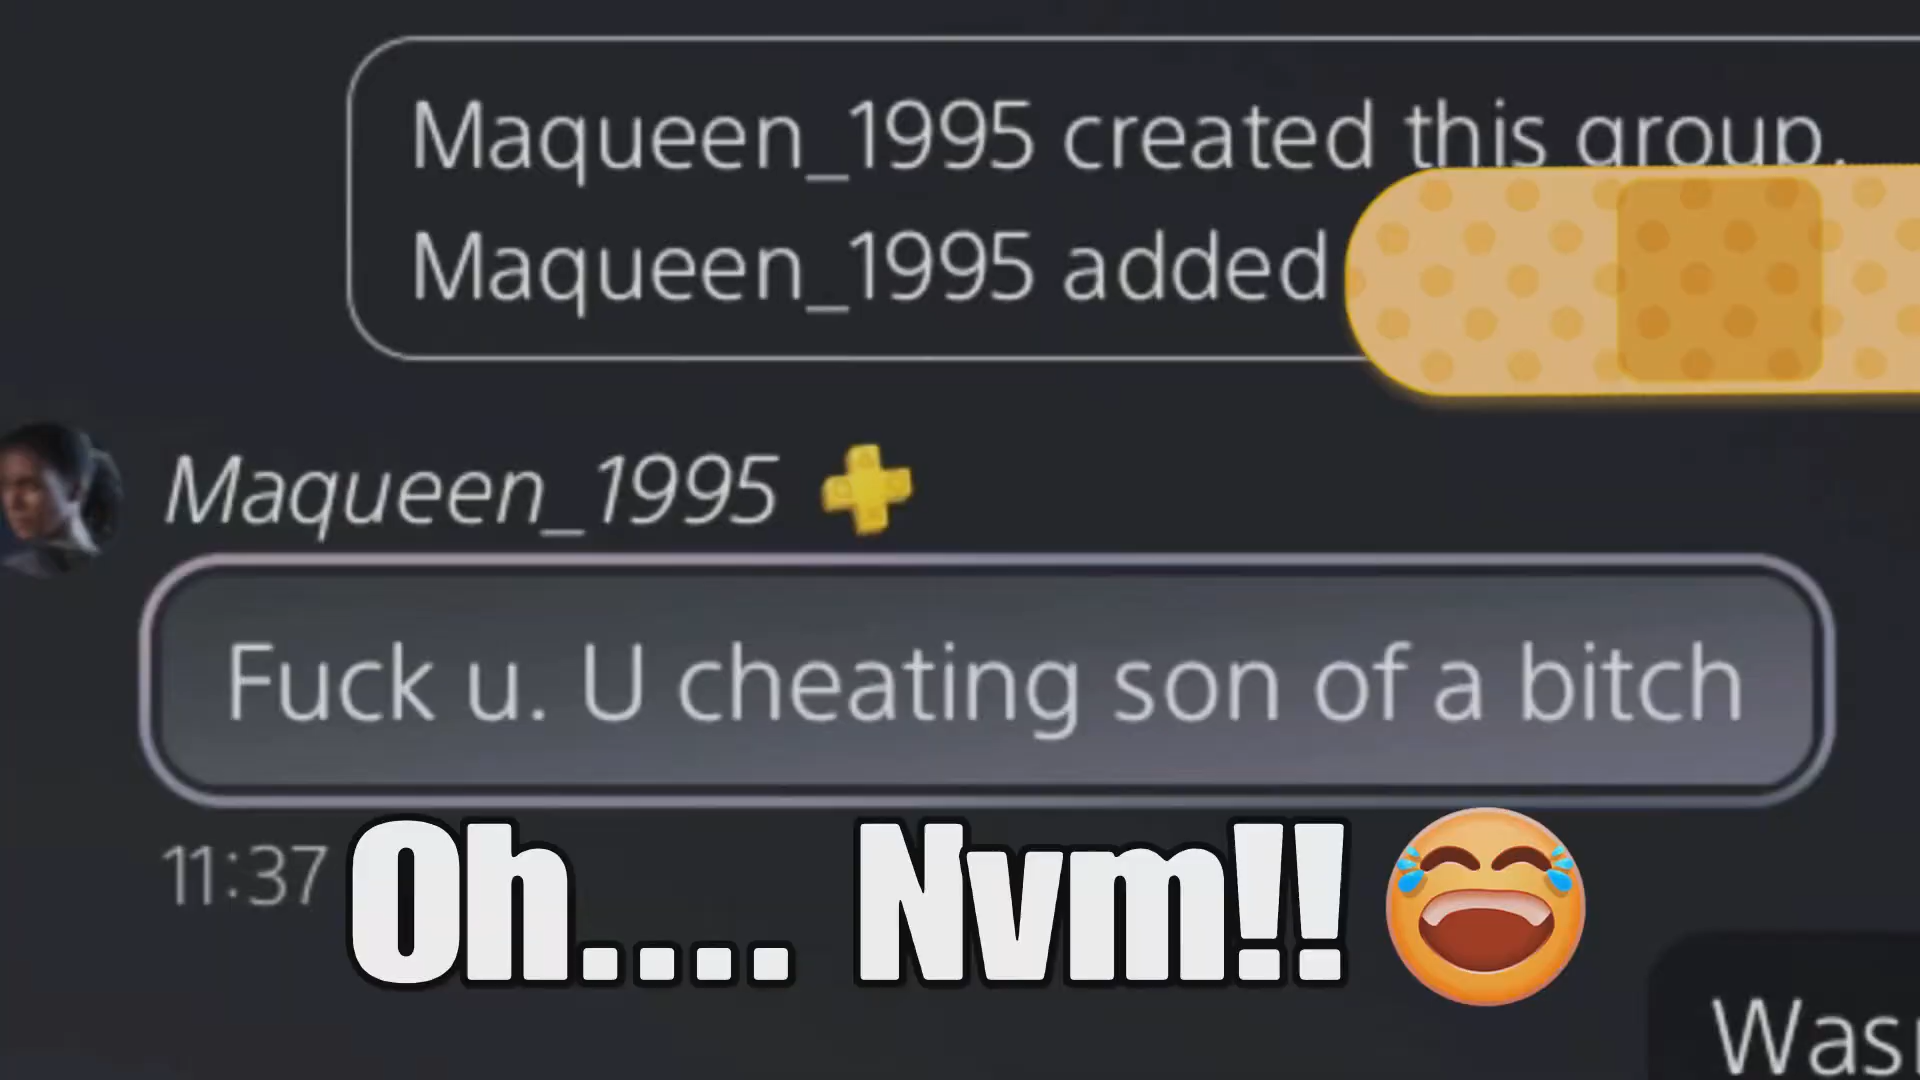 Maqueen_1995 created this group.
Maqueen_1995 added
Maqueen_1995
Fuck u. U cheating son of a bitch
11:37
Oh.... Nvm!!